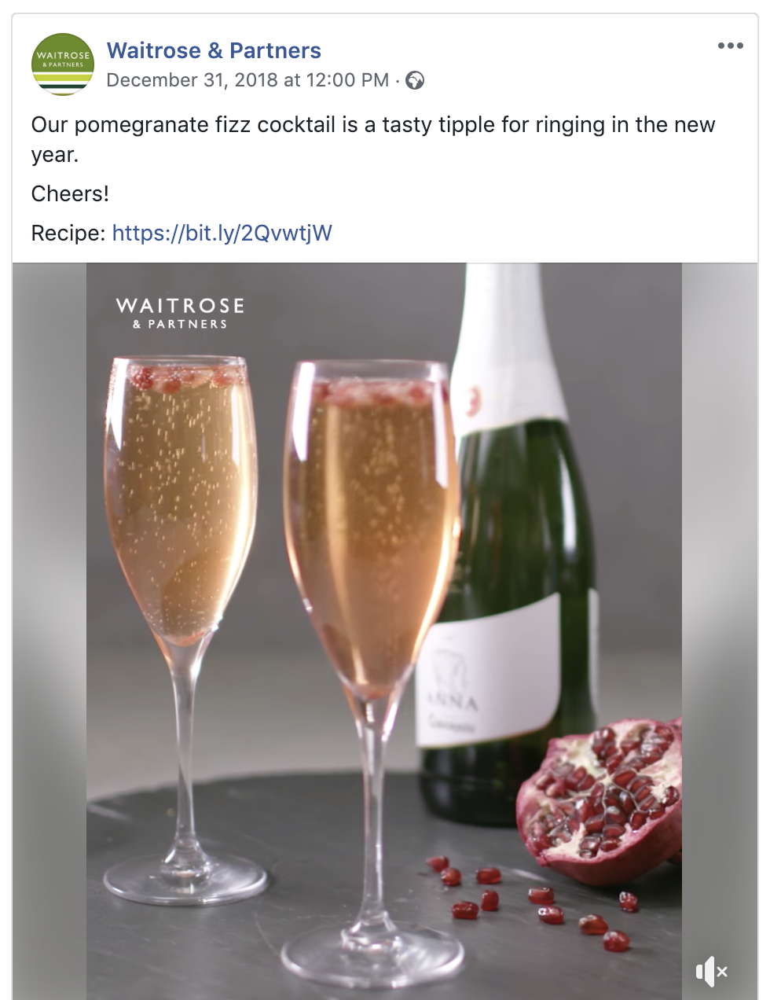 WAITROSE
& PARTNERS
Waitrose & Partners
December 31, 2018 at 12:00 PM ·
Our pomegranate fizz cocktail is a tasty tipple for ringing in the new
year.
Cheers!
Recipe: https://bit.ly/2QvwtjW
WAITROSE
& PARTNERS
ANNA